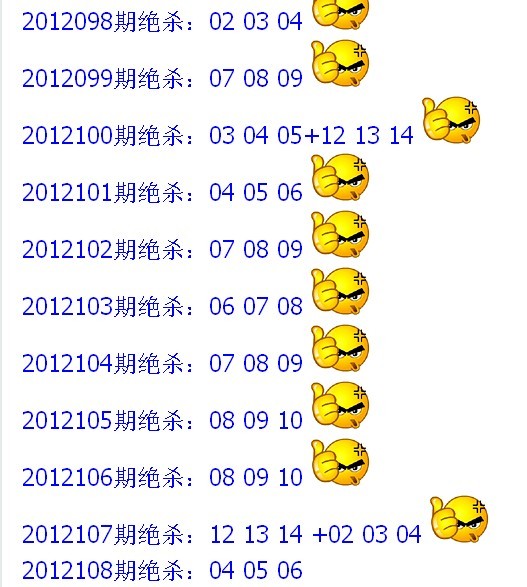 2012098期绝杀：02 03 04
2012099期绝杀：07 08 09
2012100期绝杀：03 04 05+12 13 14
2012101期绝杀：04 05 06
2012102期绝杀：07 08 09
2012103期绝杀：06 07 08
2012104期绝杀：07 08 09
2012105期绝杀：08 09 10
2012106期绝杀：08 09 10
2012107期绝杀：12 13 14 +02 03 04
2012108期绝杀：04 05 06